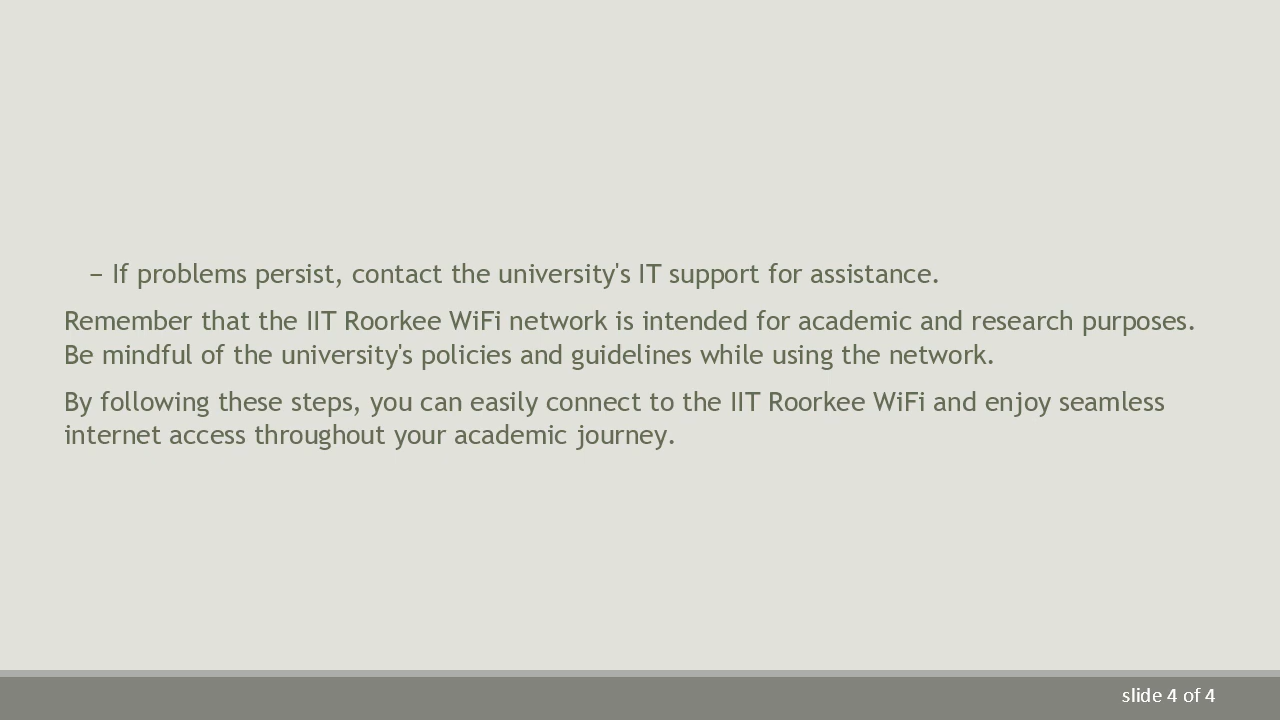 – If problems persist, contact the university's IT support for assistance.
Remember that the IIT Roorkee WiFi network is intended for academic and research purposes.
Be mindful of the university's policies and guidelines while using the network.
By following these steps, you can easily connect to the IIT Roorkee WiFi and enjoy seamless
internet access throughout your academic journey.
slide 4 of 4